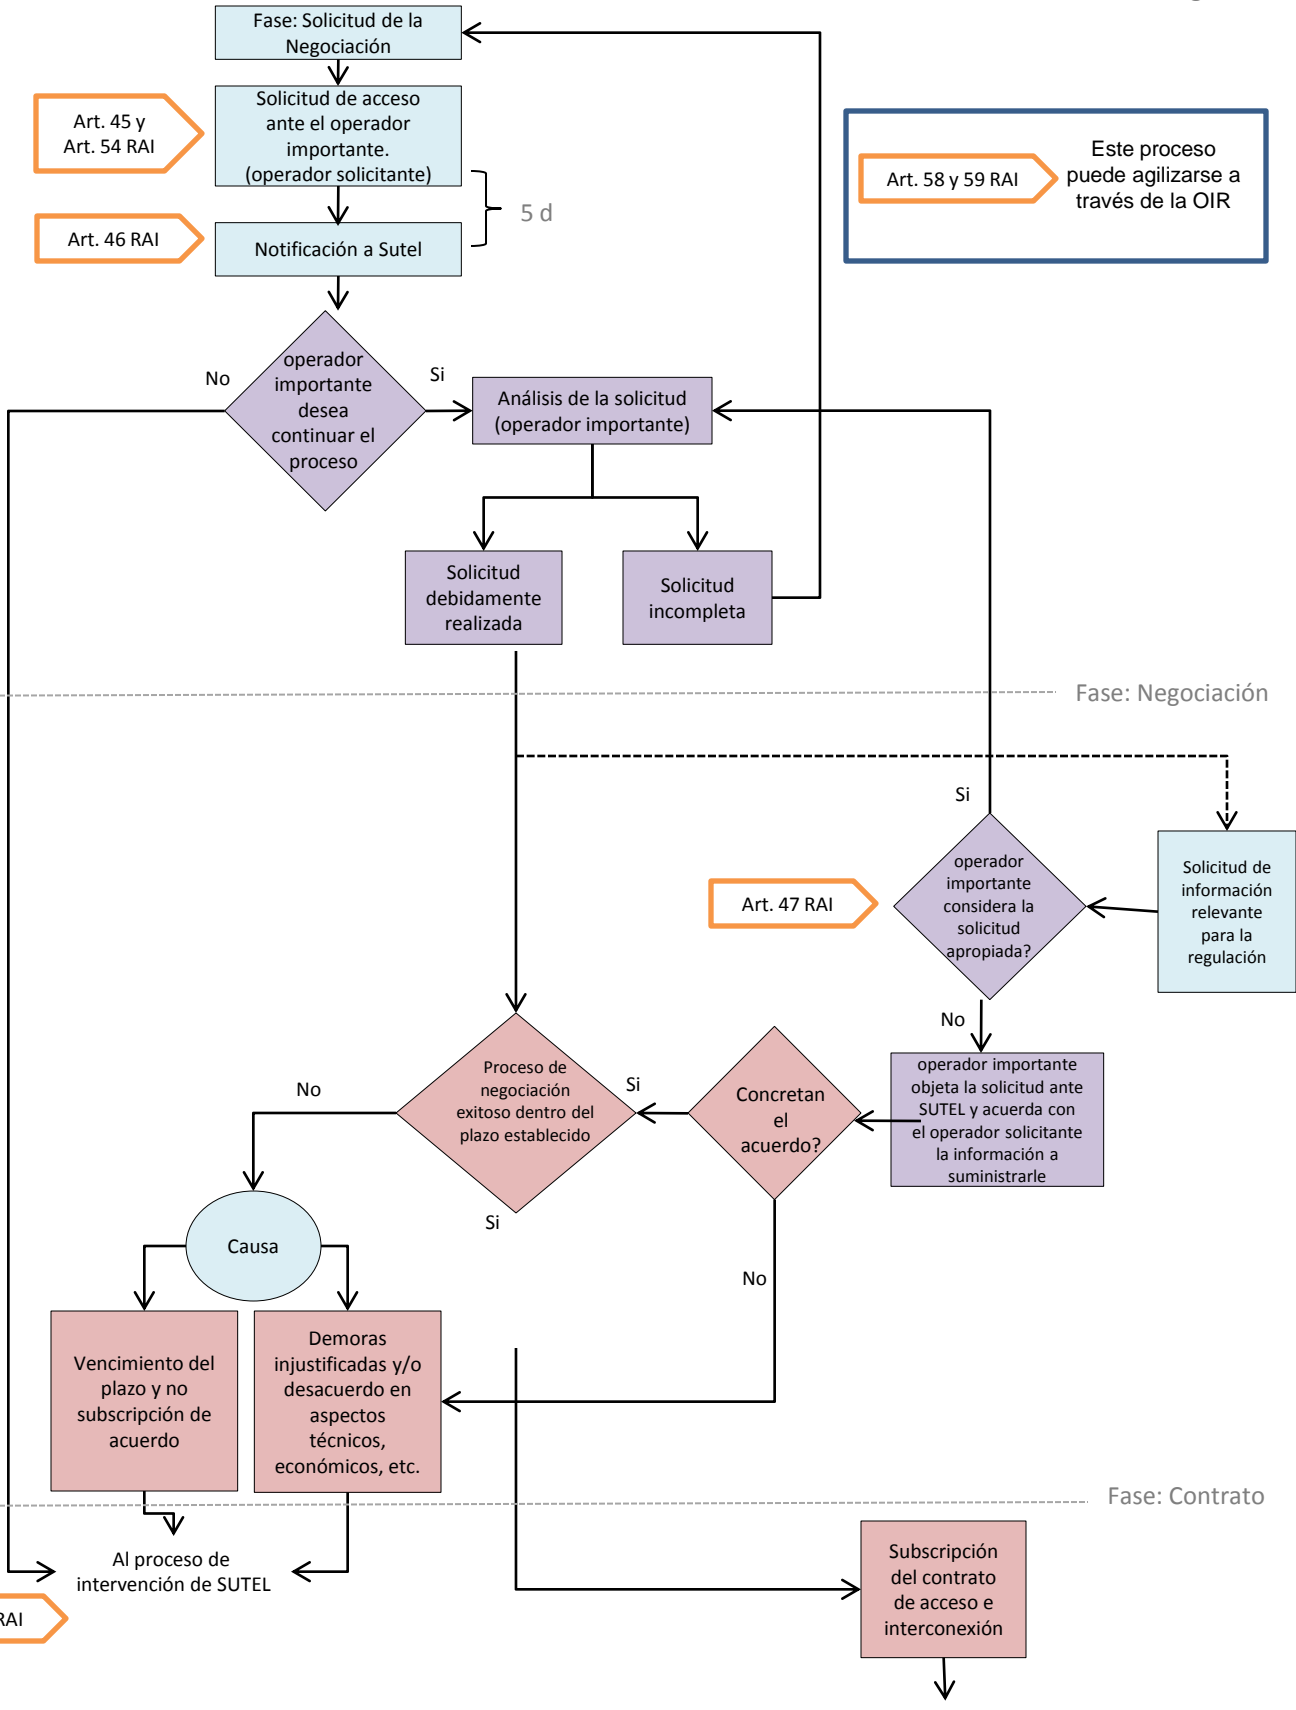 Fase: Solicitud de la
Negociación
Solicitud de acceso
ante el operador
importante.
(operador solicitante)
Art. 45 y
Art. 54 RAI
Art. 58 y 59 RAI
Este proceso
puede agilizarse a
través de la OIR
5 d
Art. 46 RAI
Notificación a Sutel
operador
importante
desea
continuar el
proceso
No
Si
Análisis de la solicitud
(operador importante)
Solicitud
debidamente
realizada
Solicitud
incompleta
Fase: Negociación
Si
operador
importante
considera la
solicitud
apropiada?
Art. 47 RAI
Solicitud de
información
relevante
para la
regulación
No
operador importante
objeta la solicitud ante
SUTEL y acuerda con
el operador solicitante
la información a
suministrarle
Concretan
el
acuerdo?
Si
Proceso de
negociación
exitoso dentro del
plazo establecido
No
Si
No
Causa
Vencimiento del
plazo y no
subscripción de
acuerdo
Demoras
injustificadas y/o
desacuerdo en
aspectos
técnicos,
económicos, etc.
Fase: Contrato
Al proceso de
intervención de SUTEL
RAI
Subscripción
del contrato
de acceso e
interconexión